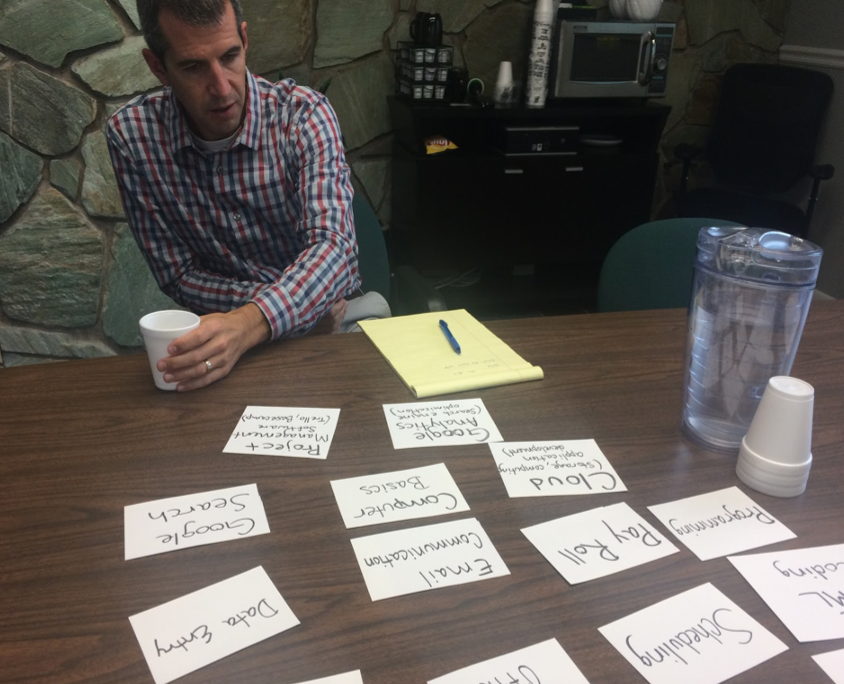 Project
Management
Software
(Trello, Basecamp)
Google
Analytics
(Search engine
optimization)
Cloud
(Storage, computing
application
development)
Google
Search
Computer
Basics
Email
Communication
Pay Roll
Programming
Data Entry
Scheduling
Coding